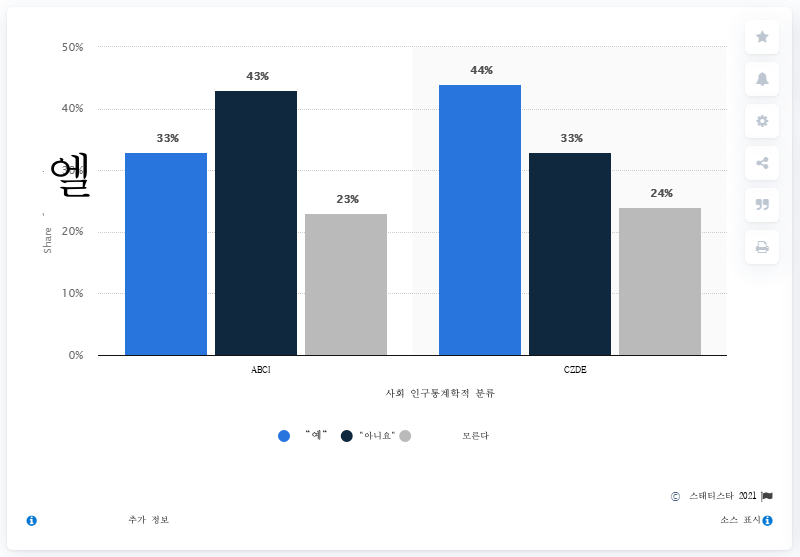 50%
43%
44%
40%
33%
33%
엘
23%
24%
20%
Share
10%
0%
ABCI
CZDE
사회 인구통계학적 분류
“예“
"아니요"
모른다
© 스태티스타 2021
추가 정보
소스 표시